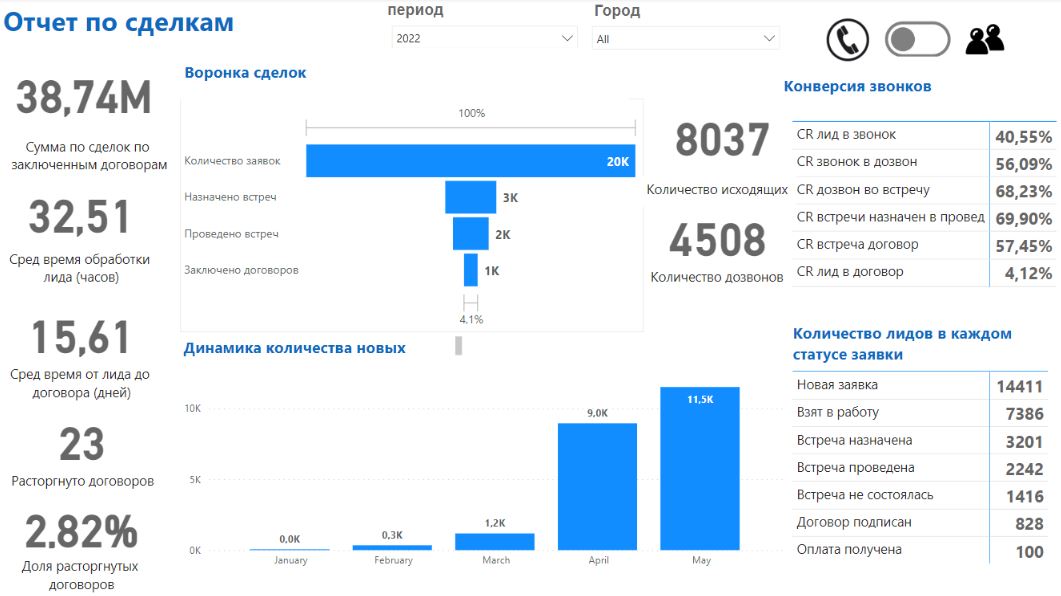 Отчет по сделкам
период
2022
Город
All
38,74M
Сумма по сделок по
заключенным договорам
32,51
Сред время обработки
лида (часов)
15,61
Сред время от лида до
договора (дней)
23
Расторгнуто договоров
2,82%
Доля расторгнутых
договоров
Воронка сделок
100%
Количество заявок
20K
Назначено встреч
3K
Проведено встреч
2K
Заключено договоров
1K
4.1%
8037
Количество исходящих
4508
Количество дозвонов
Конверсия звонков
CR лид в звонок 40,55%
CR звонок в дозвон 56,09%
CR дозвон во встречу 68,23%
CR встречи назначен в провед 69,90%
CR встреча договор 57,45%
CR лид в договор 4,12%
Динамика количества новых
10K
5K
0K
0,0K
0,3K
1,2K
9,0K
11,5K
January
February
March
April
May
Количество лидов в каждом
статусе заявки
Новая заявка 14411
Взят в работу 7386
Встреча назначена 3201
Встреча проведена 2242
Встреча не состоялась 1416
Договор подписан 828
Оплата получена 100